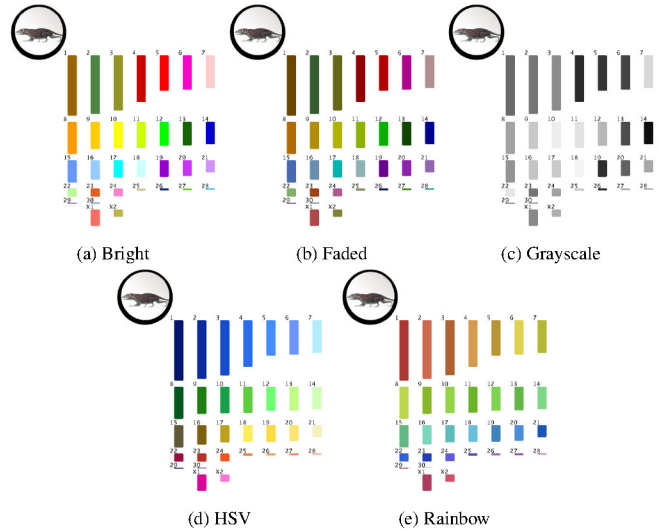 1 2 3 4 5 6 7
8 9 10 11 12 13 14
15 16 17 18 19 20 21
22 23 24 25 26 27 28
29 30
X1 X2
(a) Bright
1 2 3 4 5 6 7
8 9 10 11 12 13 14
15 16 17 18 19 20 21
22 23 24 25 26 27 28
29 30
X1 X2
(b) Faded
1 2 3 4 5 6 7
8 9 10 11 12 13 14
15 16 17 18 19 20 21
22 23 24 25 26 27 28
29 30
X1 X2
(c) Grayscale
1 2 3 4 5 6 7
8 9 10 11 12 13 14
15 16 17 18 19 20 21
22 23 24 25 26 27 28
29 30
X1 X2
(d) HSV
1 2 3 4 5 6 7
8 9 10 11 12 13 14
15 16 17 18 19 20 21
22 23 24 25 26 27 28
29 30
X1 X2
(e) Rainbow